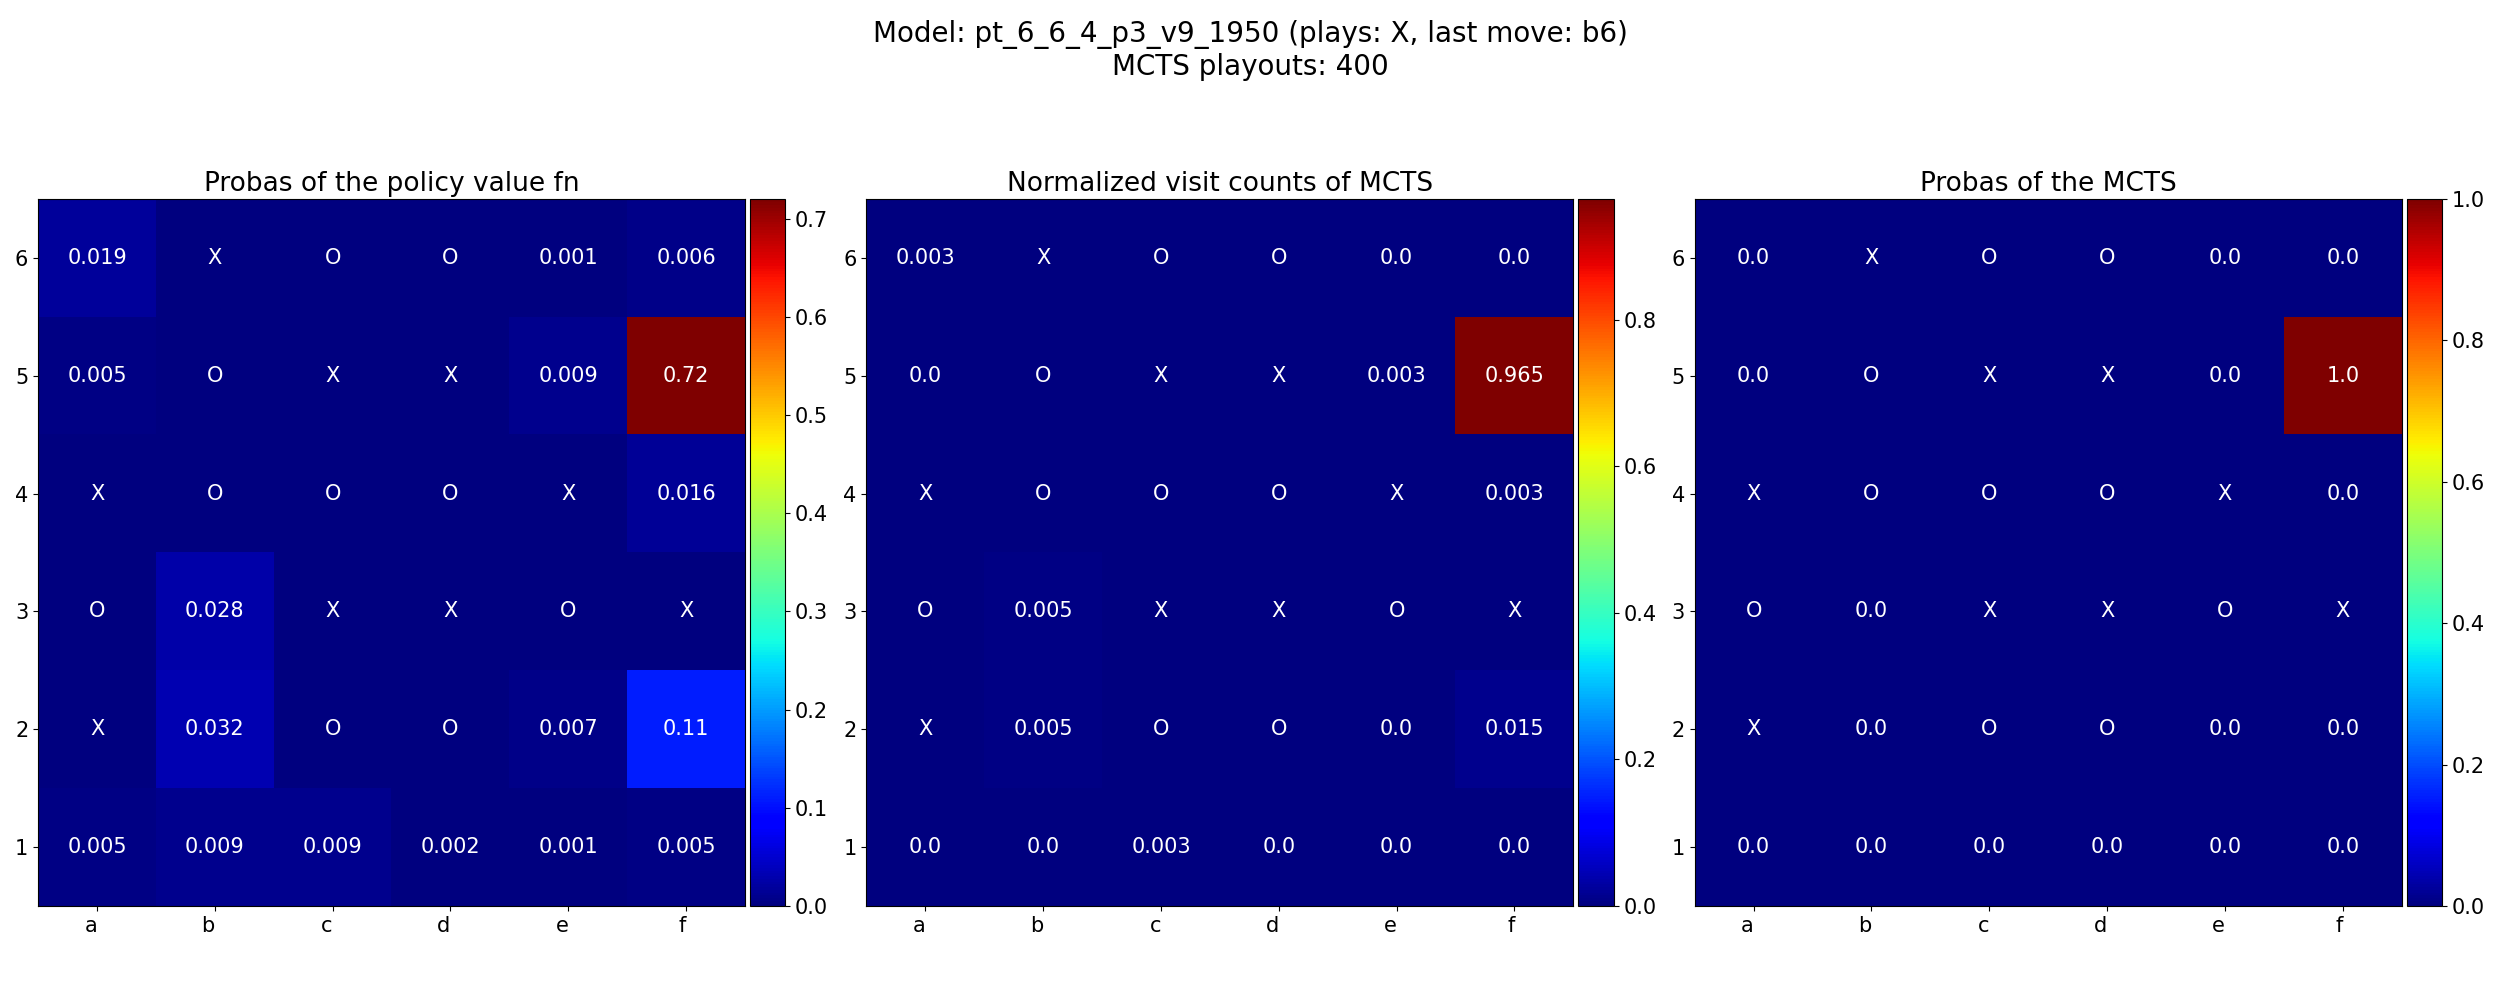 Model: pt_6_6_4_p3_v9_1950 (plays: X, last move: b6)
MCTS playouts: 400
Probas of the policy value fn
6 0.019 X O O 0.001 0.006
5 0.005 O X X 0.009 0.72
4 X O O O X 0.016
3 O 0.028 X X O X
2 X 0.032 O O 0.007 0.11
1 0.005 0.009 0.009 0.002 0.001 0.005
a b c d e f
0.7
0.6
0.5
0.4
0.3
0.2
0.1
0.0
Normalized visit counts of MCTS
6 0.003 X O O 0.0 0.0
5 0.0 O X X 0.003 0.965
4 X O O O X 0.003
3 O 0.005 X X O X
2 X 0.005 O O 0.0 0.015
1 0.0 0.0 0.003 0.0 0.0 0.0
a b c d e f
0.8
0.6
0.4
0.2
0.0
Probas of the MCTS
6 0.0 X O O 0.0 0.0
5 0.0 O X X 0.0 1.0
4 X O O O X 0.0
3 O 0.0 X X O X
2 X 0.0 O O 0.0 0.0
1 0.0 0.0 0.0 0.0 0.0 0.0
a b c d e f
1.0
0.8
0.6
0.4
0.2
0.0